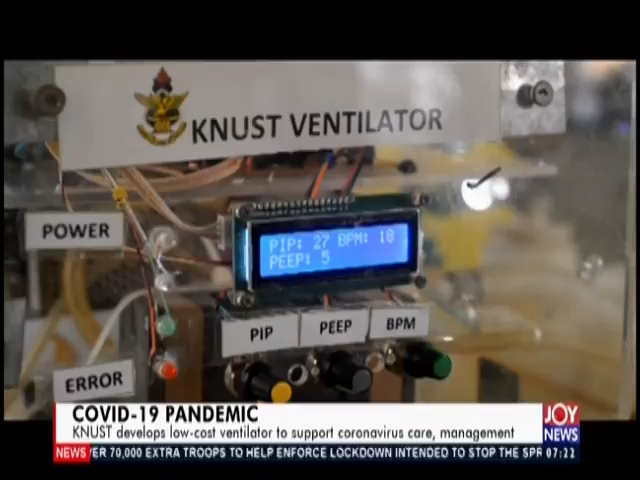 KNUST VENTILATOR
POWER
PIP: 27 BPM: 18
PEEP: 5
PIP
PEEP
BPM
ERROR
COVID-19 PANDEMIC
KNUST develops low-cost ventilator to support coronavirus care, management
JOY
NEWS
NEWS
ER 70,000 EXTRA TROOPS TO HELP ENFORCE LOCKDOWN INTENDED TO STOP THE SPR
07:22